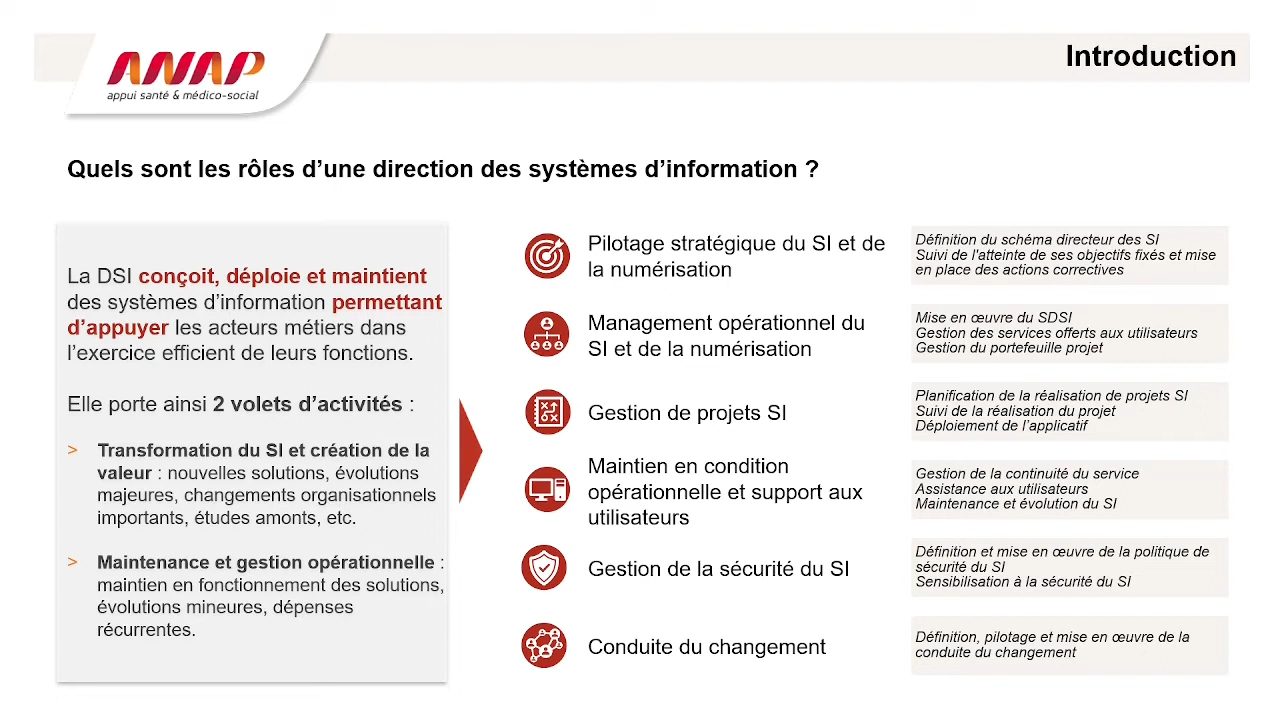 ANAP
appui santé & médico-social
Introduction
Quels sont les rôles d’une direction des systèmes d’information ?
La DSI conçoit, déploie et maintient
des systèmes d’information permettant
d’appuyer les acteurs métiers dans
l’exercice efficient de leurs fonctions.
Elle porte ainsi 2 volets d’activités :
> Transformation du SI et création de la
valeur : nouvelles solutions, évolutions
majeures, changements organisationnels
importants, études amonts, etc.
> Maintenance et gestion opérationnelle :
maintien en fonctionnement des solutions,
évolutions mineures, dépenses
récurrentes.
Pilotage stratégique du SI et de
la numérisation
Définition du schéma directeur des SI
Suivi de l'atteinte de ses objectifs fixés et mise
en place des actions correctives
Management opérationnel du
SI et de la numérisation
Mise en œuvre du SDSI
Gestion des services offerts aux utilisateurs
Gestion du portefeuille projet
Gestion de projets SI
Planification de la réalisation de projets SI
Suivi de la réalisation du projet
Déploiement de l’applicatif
Maintien en condition
opérationnelle et support aux
utilisateurs
Gestion de la continuité du service
Assistance aux utilisateurs
Maintenance et évolution du SI
Gestion de la sécurité du SI
Définition et mise en œuvre de la politique de
sécurité du SI
Sensibilisation à la sécurité du SI
Conduite du changement
Définition, pilotage et mise en œuvre de la
conduite du changement